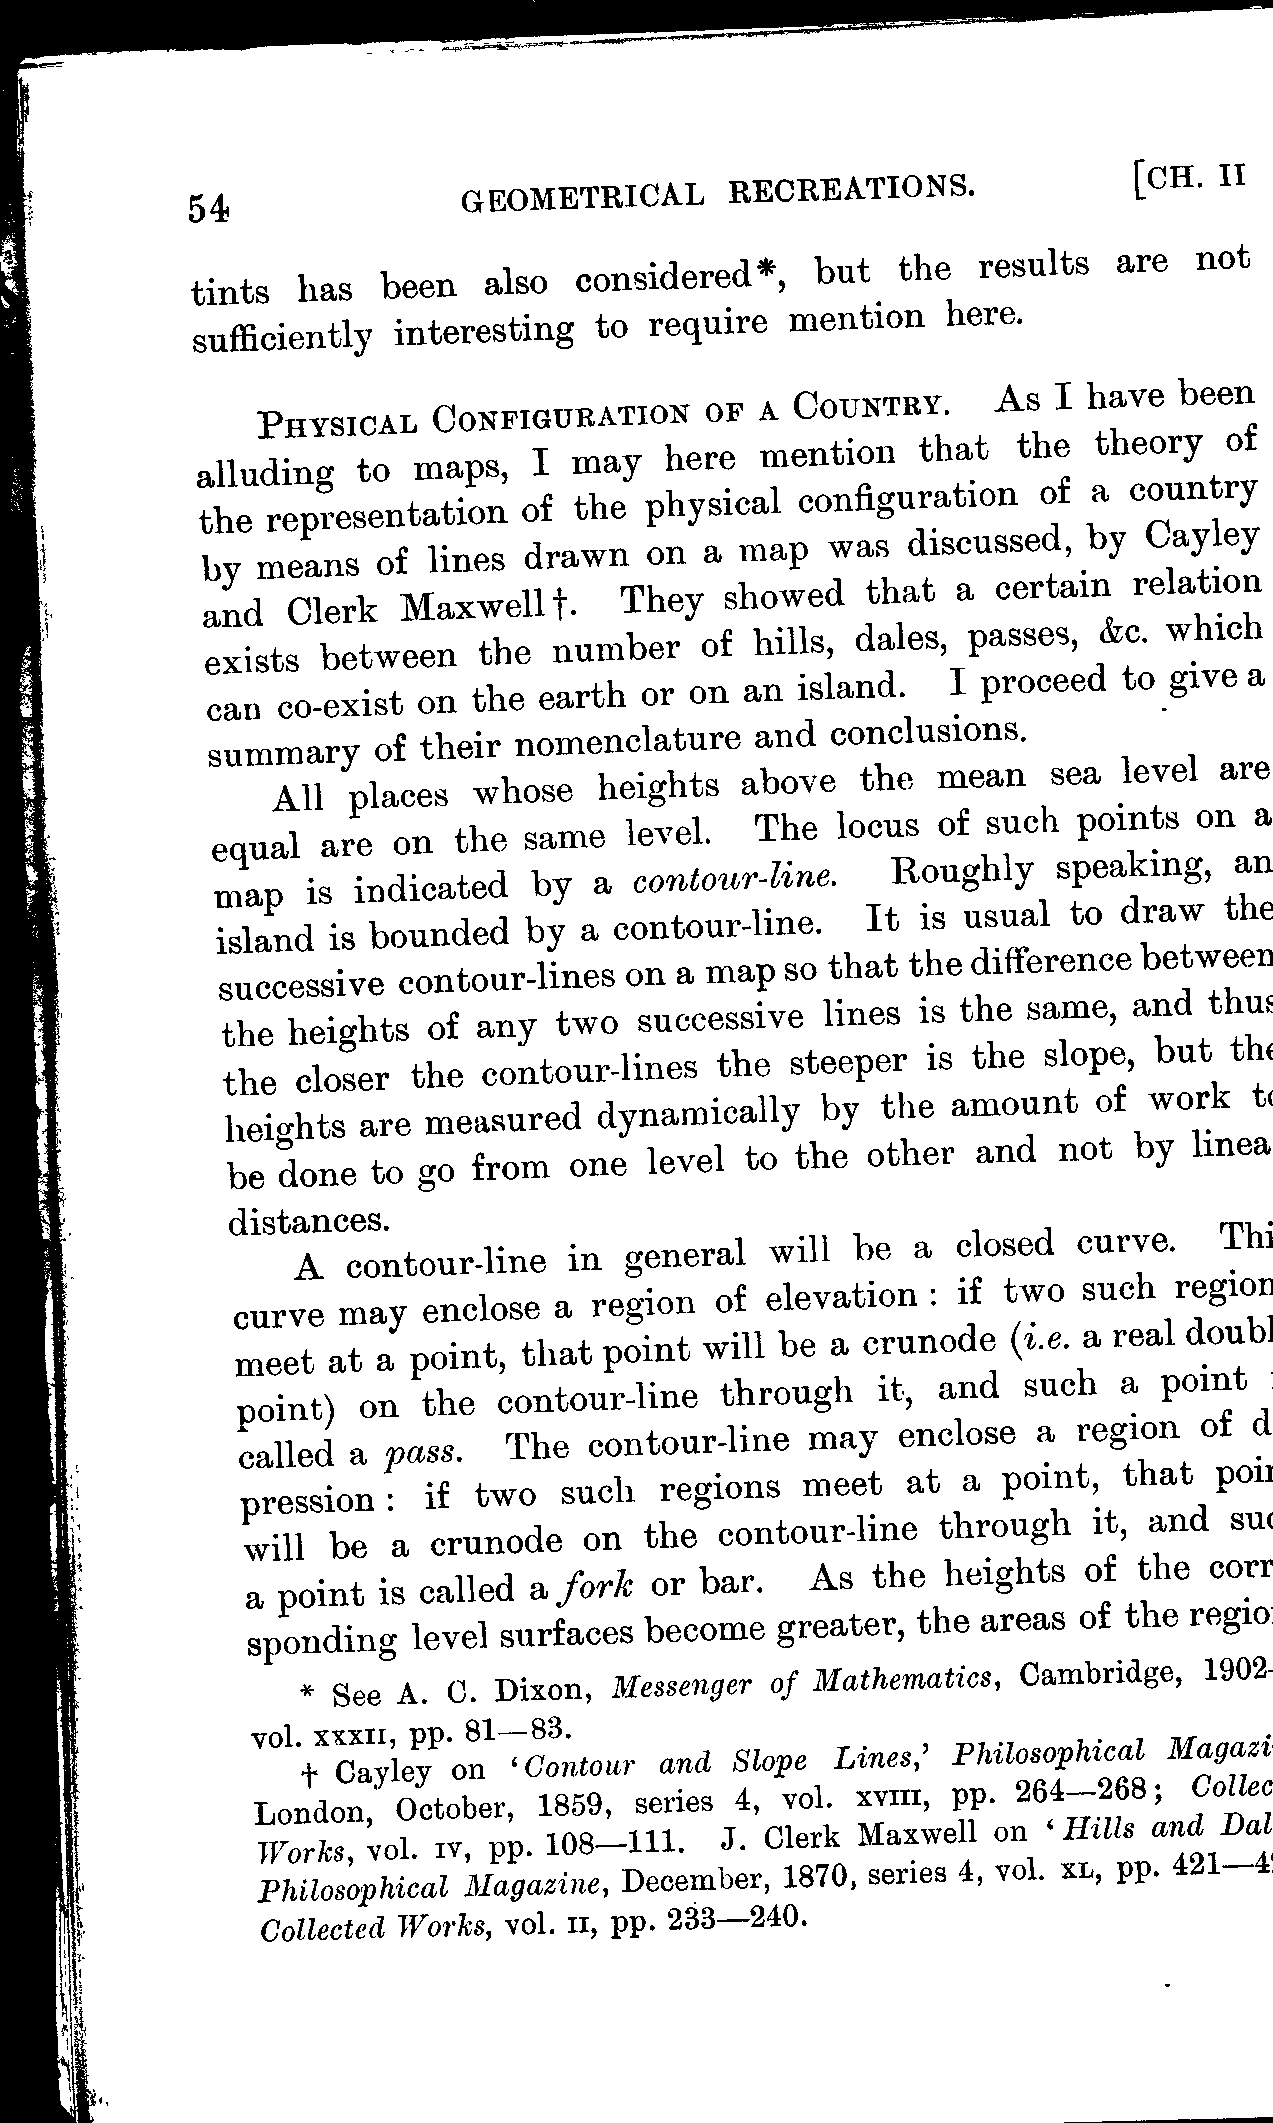 54 GEOMETRICAL RECREATIONS. [CH. II
tints has been also considered*, but the results are not
sufficiently interesting to require mention here.
PHYSICAL CONFIGURATION OF A COUNTRY. As I have been
alluding to maps, I may here mention that the theory of
the representation of the physical configuration of a country
by means of lines drawn on a map was discussed, by Cayley
and Clerk Maxwell†. They showed that a certain relation
exists between the number of hills, dales, passes, &c. which
can co-exist on the earth or on an island. I proceed to give a
summary of their nomenclature and conclusions.
All places whose heights above the mean sea level are
equal are on the same level. The locus of such points on a
map is indicated by a contour-line. Roughly speaking, an
island is bounded by a contour-line. It is usual to draw the
successive contour-lines on a map so that the difference between
the heights of any two successive lines is the same, and thus
the closer the contour-lines the steeper is the slope, but the
heights are measured dynamically by the amount of work to
be done to go from one level to the other and not by linea
distances.
A contour-line in general will be a closed curve. Thi
curve may enclose a region of elevation : if two such region
meet at a point, that point will be a crunode (i.e. a real doubl
point) on the contour-line through it, and such a point
called a pass. The contour-line may enclose a region of d
pression : if two such regions meet at a point, that poin
will be a crunode on the contour-line through it, and suc
a point is called a fork or bar. As the heights of the corr
sponding level surfaces become greater, the areas of the regio
* See A. C. Dixon, Messenger of Mathematics, Cambridge, 1902-
vol. XXXII, pp. 81—83.
† Cayley on 'Contour and Slope Lines,' Philosophical Magazi
London, October, 1859, series 4, vol. XVIII, pp. 264—268; Collec
Works, vol. IV, pp. 108—111. J. Clerk Maxwell on 'Hills and Dal
Philosophical Magazine, December, 1870, series 4, vol. XL, pp. 421—4
Collected Works, vol. II, pp. 233—240.